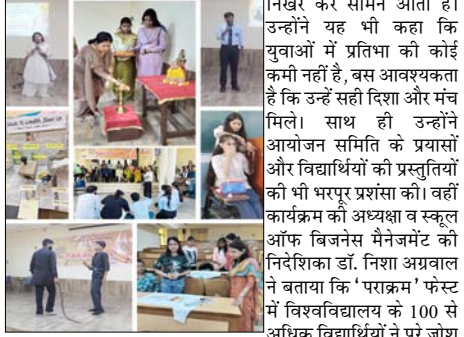 निखर कर सामने आता है।
उन्होंने यह भी कहा कि
युवाओं में प्रतिभा की कोई
कमी नहीं है, बस आवश्यकता
है कि उन्हें सही दिशा और मंच
मिले। साथ ही उन्होंने
आयोजन समिति के प्रयासों
और विद्यार्थियों की प्रस्तुतियों
की भी भरपूर प्रशंसा की। वहीं
कार्यक्रम की अध्यक्षा व स्कूल
ऑफ बिजनेस मैनेजमेंट की
निदेशिका डॉ. निशा अग्रवाल
ने बताया कि ‘पराक्रम’ फेस्ट
में विश्वविद्यालय के 100 से
अधिक विद्यार्थियों ने पूरे जोश